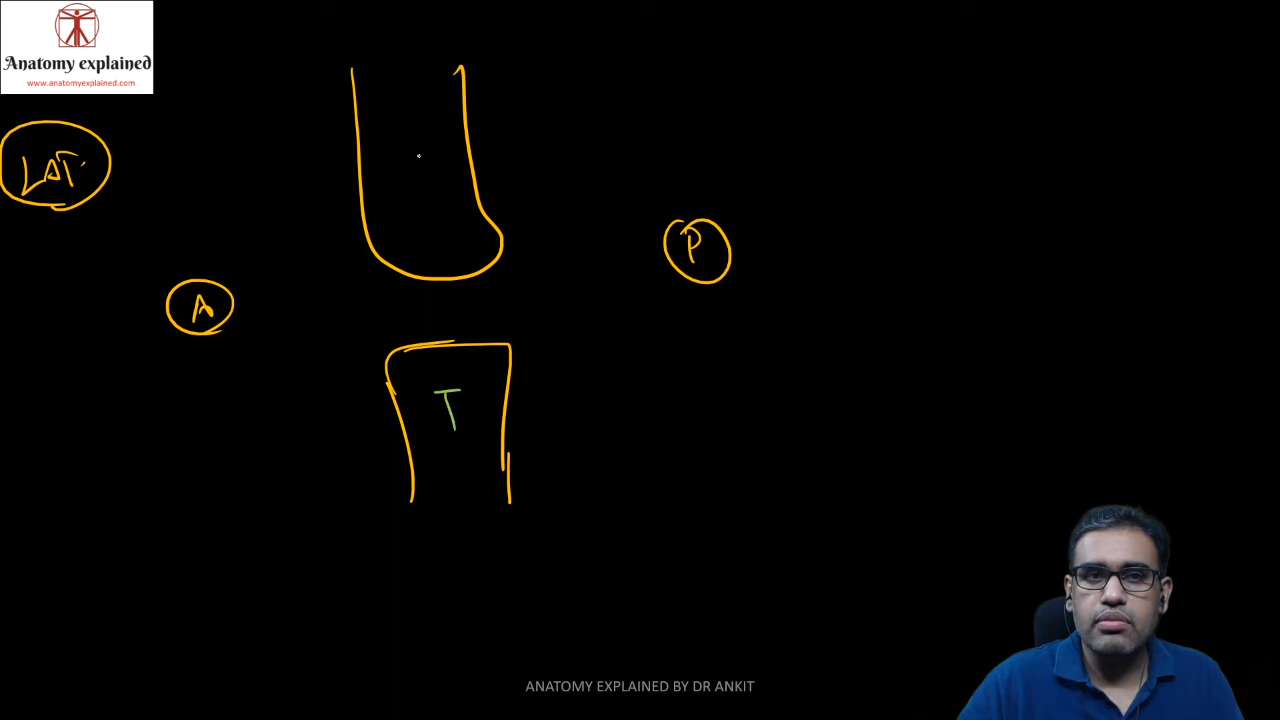 Anatomy explained
www.anatomyexplained.com
LAT.
P
A
T
ANATOMY EXPLAINED BY DR ANKIT